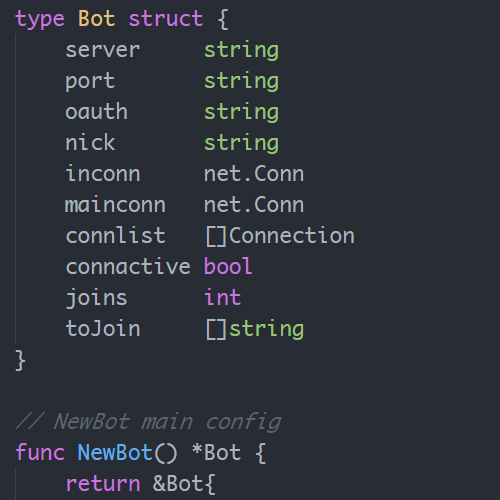 type Bot struct {
    server     string
    port       string
    oauth      string
    nick       string
    inconn     net.Conn
    mainconn   net.Conn
    connlist   []Connection
    connactive bool
    joins      int
    toJoin     []string
}
// NewBot main config
func NewBot() *Bot {
    return &Bot{